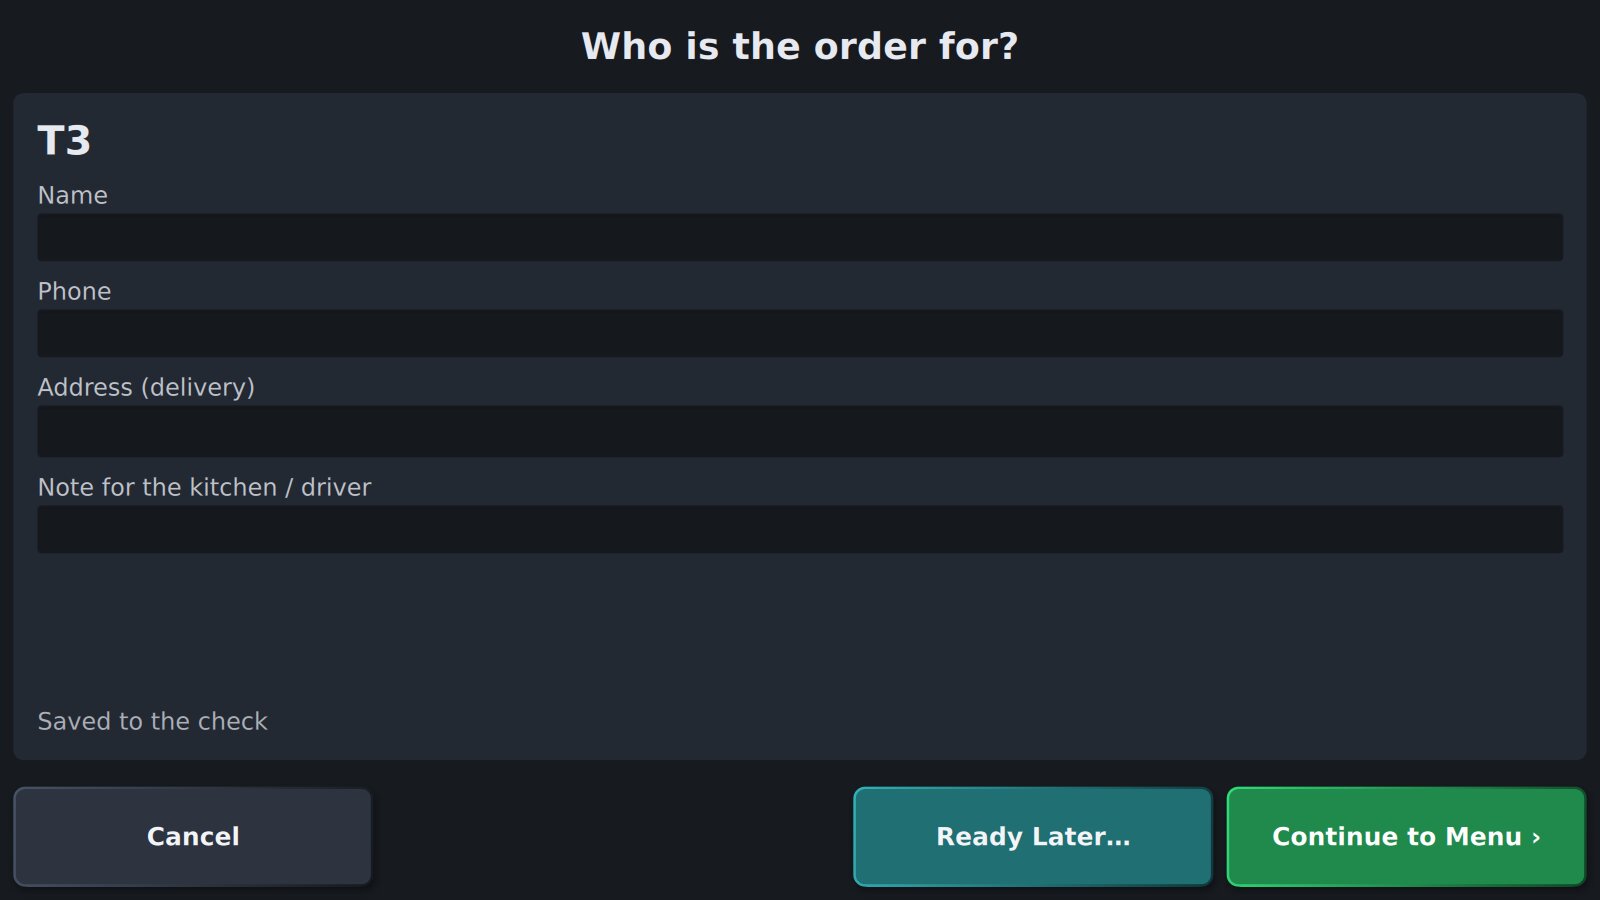 Who is the order for?
T3
Name
Phone
Address (delivery)
Note for the kitchen / driver
Saved to the check
Cancel
Ready Later…
Continue to Menu ›